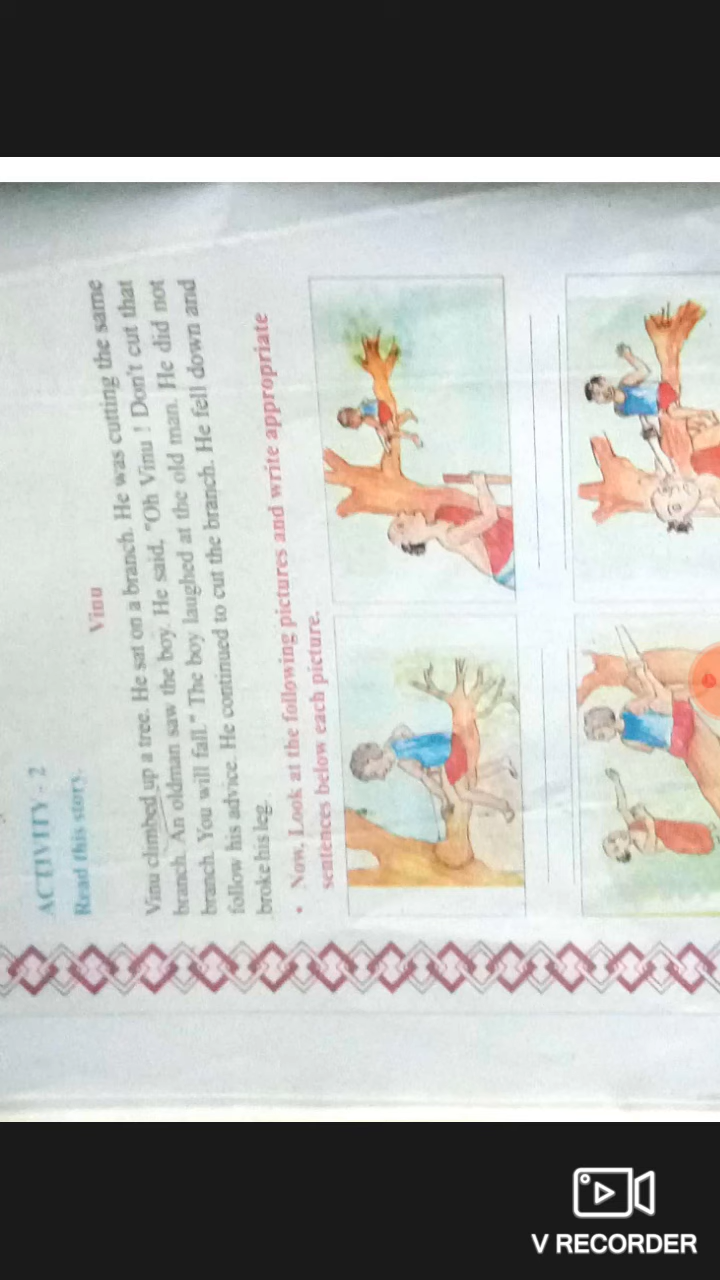 ACTIVITY - 2
Read this story.
Vinu
Vinu climbed up a tree. He sat on a branch. He was cutting the same
branch. An oldman saw the boy. He said, "Oh Vinu ! Don't cut that
branch. You will fall." The boy laughed at the old man. He did not
follow his advice. He continued to cut the branch. He fell down and
broke his leg.
• Now, Look at the following pictures and write appropriate
sentences below each picture.
V RECORDER